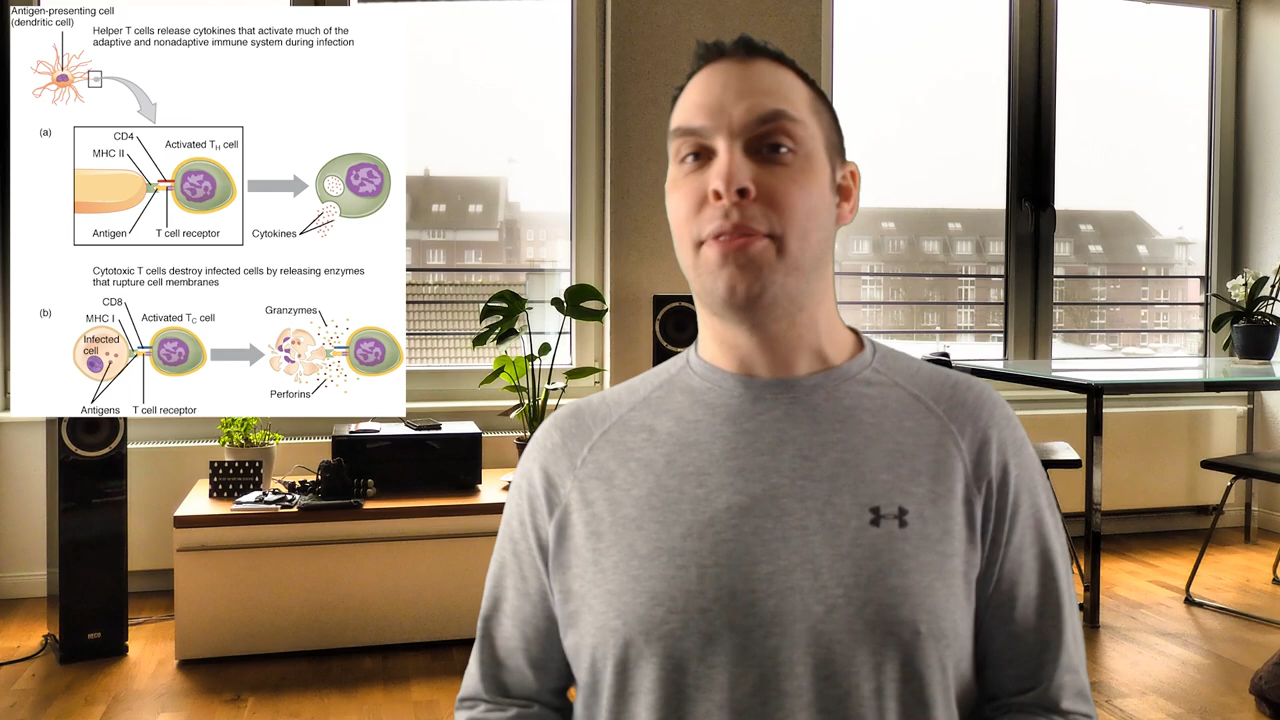 Antigen-presenting cell
(dendritic cell)
Helper T cells release cytokines that activate much of the
adaptive and nonadaptive immune system during infection
(a)
CD4
MHC II
Activated TH cell
Antigen
T cell receptor
Cytokines
Cytotoxic T cells destroy infected cells by releasing enzymes
that rupture cell membranes
(b)
CD8
MHC I
Activated TC cell
Infected
cell
Antigens
T cell receptor
Granzymes
Perforins
HECO